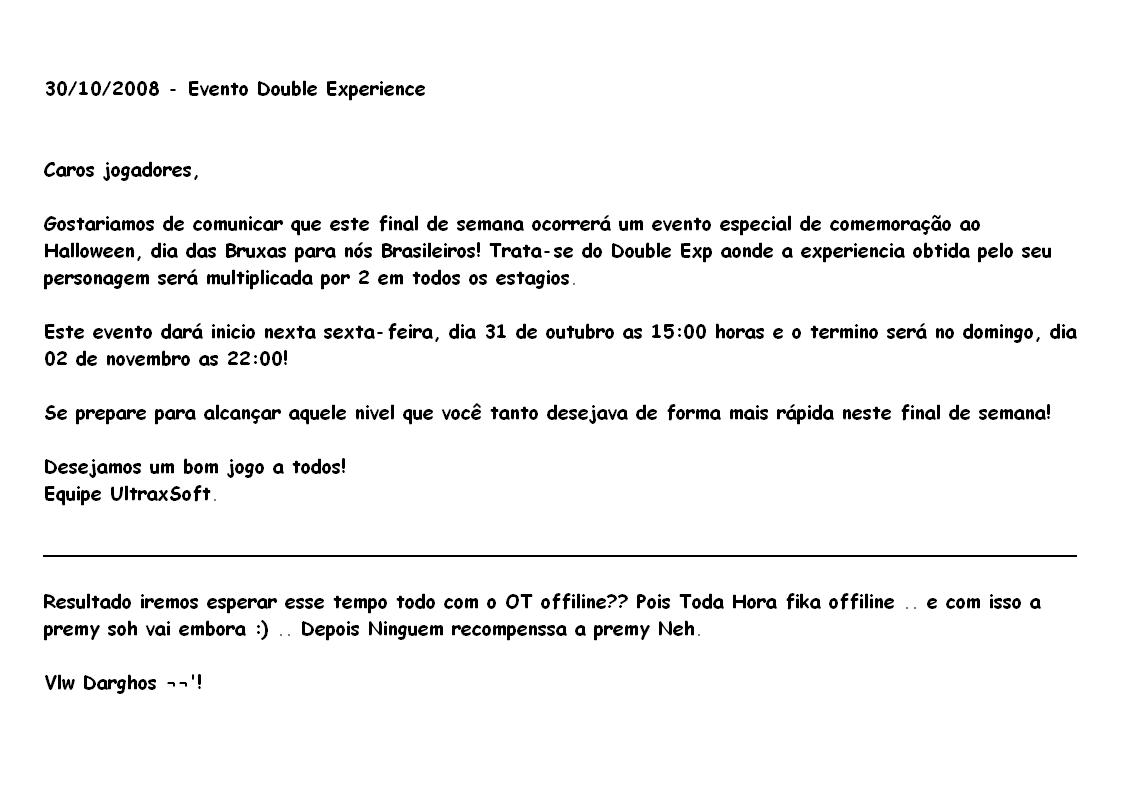 30/10/2008 - Evento Double Experience
Caros jogadores,
Gostariamos de comunicar que este final de semana ocorrerá um evento especial de comemoração ao
Halloween, dia das Bruxas para nós Brasileiros! Trata-se do Double Exp aonde a experiencia obtida pelo seu
personagem será multiplicada por 2 em todos os estagios.
Este evento dará inicio nexta sexta-feira, dia 31 de outubro as 15:00 horas e o termino será no domingo, dia
02 de novembro as 22:00!
Se prepare para alcançar aquele nivel que você tanto desejava de forma mais rápida neste final de semana!
Desejamos um bom jogo a todos!
Equipe UltraxSoft.
Resultado iremos esperar esse tempo todo com o OT offiline?? Pois Toda Hora fika offiline .. e com isso a
premy soh vai embora :) .. Depois Ninguem recompenssa a premy Neh.
Vlw Darghos ¬¬'!